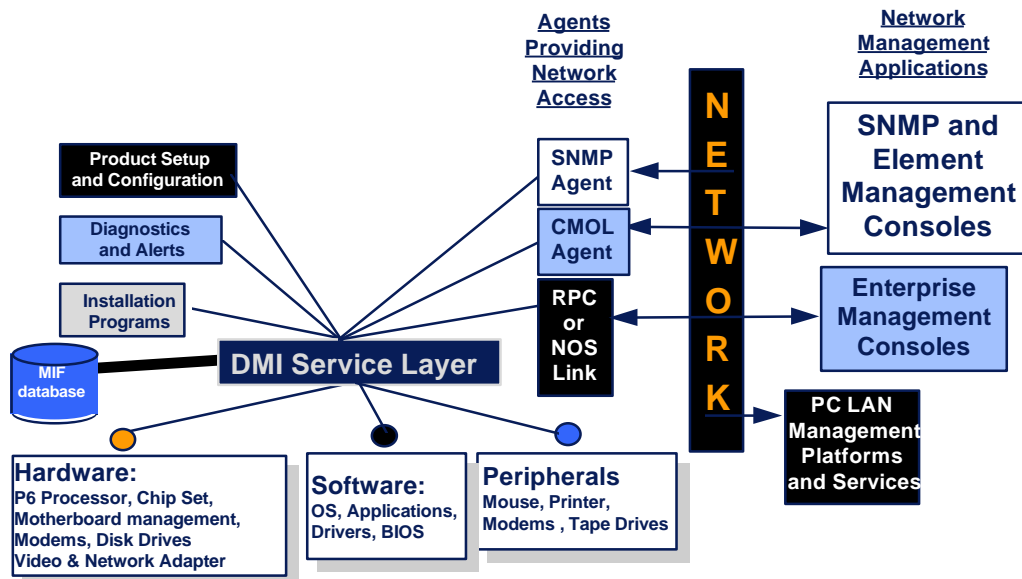 Agents
Providing
Network
Access
Network
Management
Applications
Product Setup
and Configuration
Diagnostics
and Alerts
Installation
Programs
MIF
database
DMI Service Layer
SNMP
Agent
CMOL
Agent
RPC
or
NOS
Link
N
E
T
W
O
R
K
SNMP and
Element
Management
Consoles
Enterprise
Management
Consoles
PC LAN
Management
Platforms
and Services
Hardware:
P6 Processor, Chip Set,
Motherboard management,
Modems, Disk Drives
Video & Network Adapter
Software:
OS, Applications,
Drivers, BIOS
Peripherals
Mouse, Printer,
Modems , Tape Drives